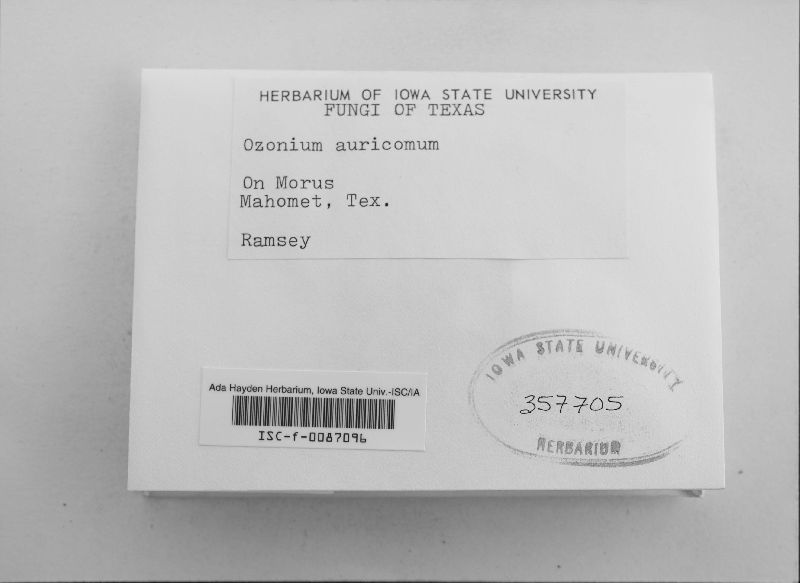 HERBARIUM OF IOWA STATE UNIVERSITY
FUNGI OF TEXAS
Ozonium auricomum
On Morus
Mahomet, Tex.
Ramsey
Ada Hayden Herbarium, Iowa State Univ.-ISC/IA
ISC-f-0087096
IOWA STATE UNIVERSITY
357705
HERBARIUM